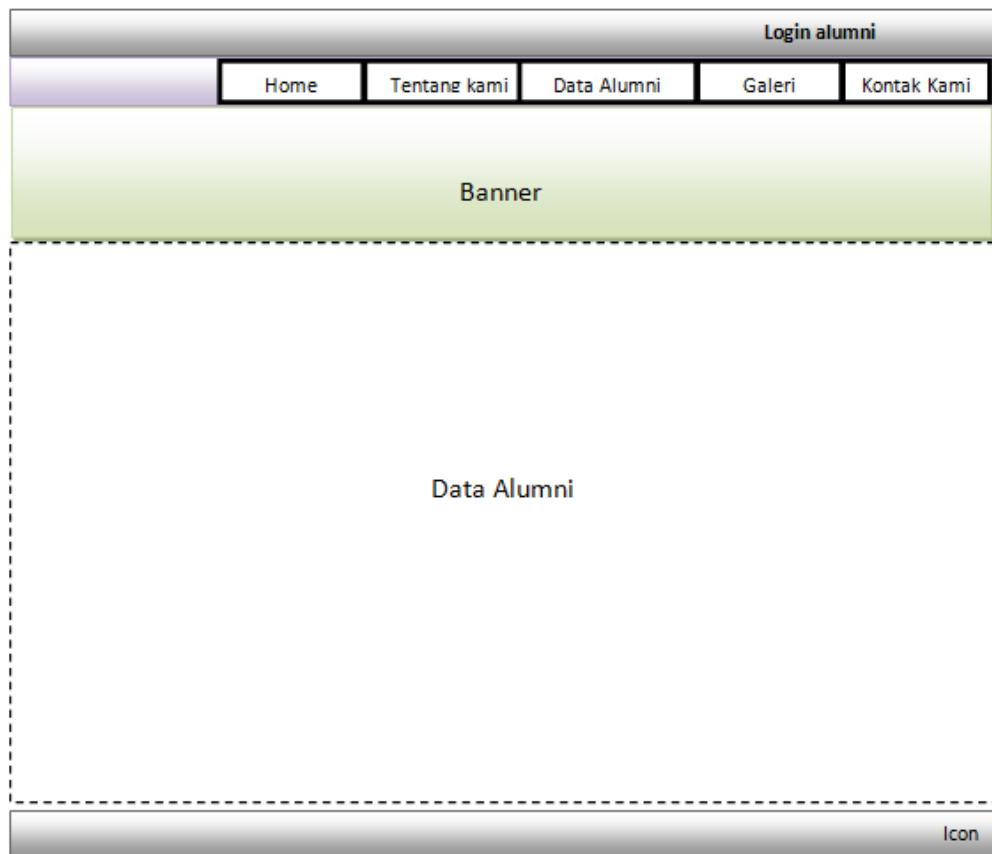 Login alumni
Home Tentang kami Data Alumni Galeri Kontak Kami
Banner
Data Alumni
Icon